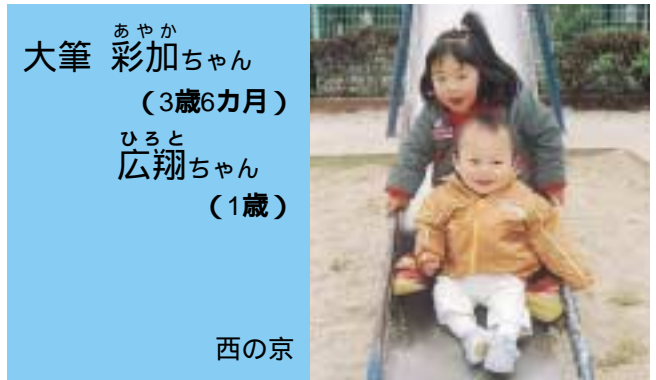 あやか
大筆 彩加ちゃん
(3歳6カ月)
ひろと
広翔ちゃん
(1歳)
西の京